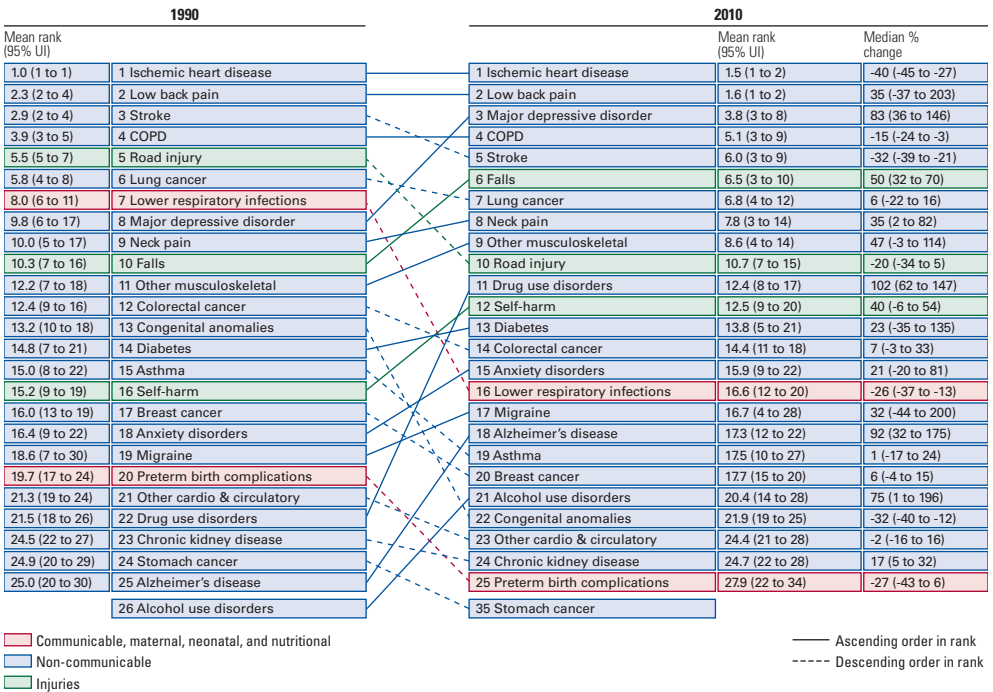 1990 2010
Mean rank Mean rank Median %
(95% UI) (95% UI) change
1.0 (1 to 1) 1 Ischemic heart disease 1 Ischemic heart disease 1.5 (1 to 2) -40 (-45 to -27)
2.3 (2 to 4) 2 Low back pain 2 Low back pain 1.6 (1 to 2) 35 (-37 to 203)
2.9 (2 to 4) 3 Stroke 3 Major depressive disorder 3.8 (3 to 8) 83 (36 to 146)
3.9 (3 to 5) 4 COPD 4 COPD 5.1 (3 to 9) -15 (-24 to -3)
5.5 (5 to 7) 5 Road injury 5 Stroke 6.0 (3 to 9) -32 (-39 to -21)
5.8 (4 to 8) 6 Lung cancer 6 Falls 6.5 (3 to 10) 50 (32 to 70)
8.0 (6 to 11) 7 Lower respiratory infections 7 Lung cancer 6.8 (4 to 12) 6 (-22 to 16)
9.8 (6 to 17) 8 Major depressive disorder 8 Neck pain 7.8 (3 to 14) 35 (2 to 82)
10.0 (5 to 17) 9 Neck pain 9 Other musculoskeletal 8.6 (4 to 14) 47 (-3 to 114)
10.3 (7 to 16) 10 Falls 10 Road injury 10.7 (7 to 15) -20 (-34 to 5)
12.2 (7 to 18) 11 Other musculoskeletal 11 Drug use disorders 12.4 (8 to 17) 102 (62 to 147)
12.4 (9 to 16) 12 Colorectal cancer 12 Self-harm 12.5 (9 to 20) 40 (-6 to 54)
13.2 (10 to 18) 13 Congenital anomalies 13 Diabetes 13.8 (5 to 21) 23 (-35 to 135)
14.8 (7 to 21) 14 Diabetes 14 Colorectal cancer 14.4 (11 to 18) 7 (-3 to 33)
15.0 (8 to 22) 15 Asthma 15 Anxiety disorders 15.9 (9 to 22) 21 (-20 to 81)
15.2 (9 to 19) 16 Self-harm 16 Lower respiratory infections 16.6 (12 to 20) -26 (-37 to -13)
16.0 (13 to 19) 17 Breast cancer 17 Migraine 16.7 (4 to 28) 32 (-44 to 200)
16.4 (9 to 22) 18 Anxiety disorders 18 Alzheimer's disease 17.3 (12 to 22) 92 (32 to 175)
18.6 (7 to 30) 19 Migraine 19 Asthma 17.5 (10 to 27) 1 (-17 to 24)
19.7 (17 to 24) 20 Preterm birth complications 20 Breast cancer 17.7 (15 to 20) 6 (-4 to 15)
21.3 (19 to 24) 21 Other cardio & circulatory 21 Alcohol use disorders 20.4 (14 to 28) 75 (1 to 196)
21.5 (18 to 26) 22 Drug use disorders 22 Congenital anomalies 21.9 (19 to 25) -32 (-40 to -12)
24.5 (22 to 27) 23 Chronic kidney disease 23 Other cardio & circulatory 24.4 (21 to 28) -2 (-16 to 16)
24.9 (20 to 29) 24 Stomach cancer 24 Chronic kidney disease 24.7 (22 to 28) 17 (5 to 32)
25.0 (20 to 30) 25 Alzheimer's disease 25 Preterm birth complications 27.9 (22 to 34) -27 (-43 to 6)
26 Alcohol use disorders 35 Stomach cancer
Communicable, maternal, neonatal, and nutritional Ascending order in rank
Non-communicable Descending order in rank
Injuries